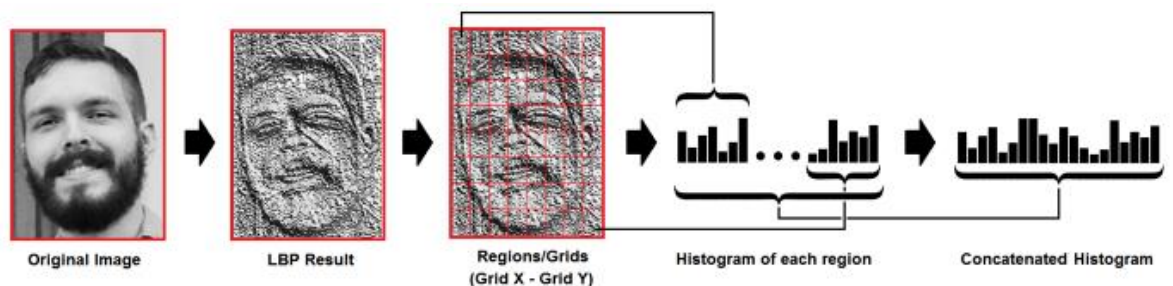 Original Image
LBP Result
Regions/Grids
(Grid X - Grid Y)
Histogram of each region
Concatenated Histogram